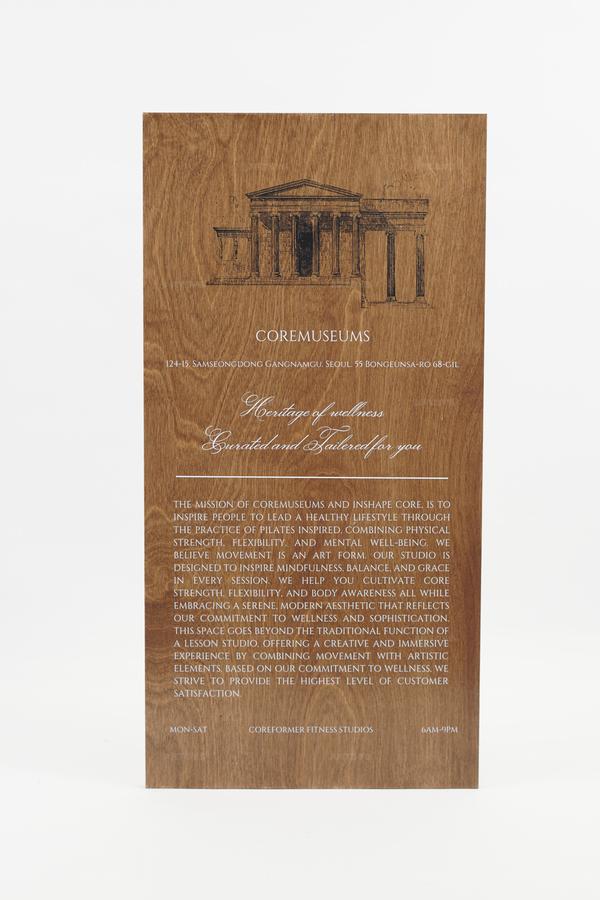 COREMUSEUMS
124-15, SAMSEONGDONG GANGNAMGU, SEOUL, 55 BONGEUNSA-RO 68-GIL
Heritage of wellness
Curated and Tailored for you
THE MISSION OF COREMUSEUMS AND INSHAPE CORE, IS TO
INSPIRE PEOPLE TO LEAD A HEALTHY LIFESTYLE THROUGH
THE PRACTICE OF PILATES INSPIRED, COMBINING PHYSICAL
STRENGTH, FLEXIBILITY, AND MENTAL WELL-BEING. WE
BELIEVE MOVEMENT IS AN ART FORM. OUR STUDIO IS
DESIGNED TO INSPIRE MINDFULNESS, BALANCE, AND GRACE
IN EVERY SESSION. WE HELP YOU CULTIVATE CORE
STRENGTH, FLEXIBILITY, AND BODY AWARENESS ALL WHILE
EMBRACING A SERENE, MODERN AESTHETIC THAT REFLECTS
OUR COMMITMENT TO WELLNESS AND SOPHISTICATION.
THIS SPACE GOES BEYOND THE TRADITIONAL FUNCTION OF
A LESSON STUDIO, OFFERING A CREATIVE AND IMMERSIVE
EXPERIENCE BY COMBINING MOVEMENT WITH ARTISTIC
ELEMENTS. BASED ON OUR COMMITMENT TO WELLNESS, WE
STRIVE TO PROVIDE THE HIGHEST LEVEL OF CUSTOMER
SATISFACTION.
MON-SAT COREFORMER FITNESS STUDIOS 6AM-9PM